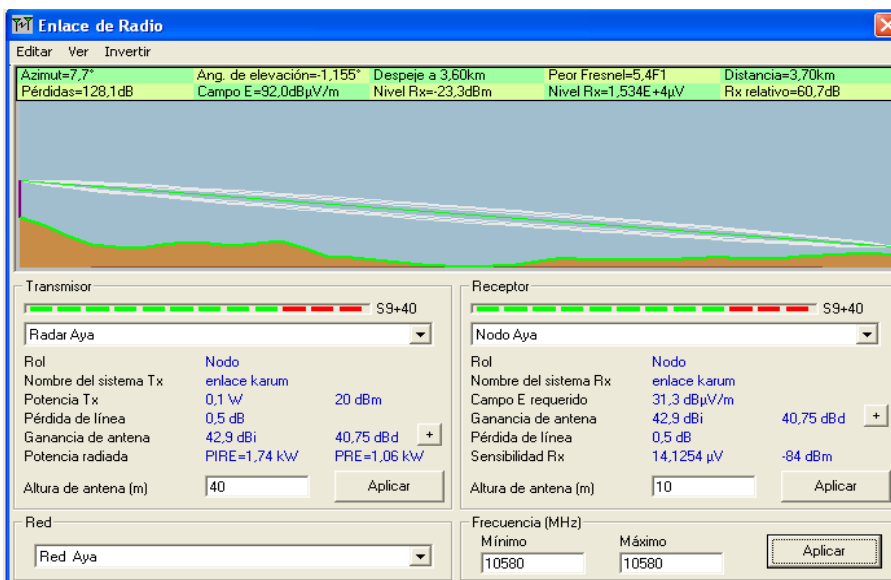 Enlace de Radio
Editar Ver Invertir
Azimut=7,7° Ang. de elevación=-1,155° Despeje a 3,60km Peor Fresnel=5,4F1 Distancia=3,70km
Pérdidas=128,1dB Campo E=92,0dBµV/m Nivel Rx=-23,3dBm Nivel Rx=1,534E+4µV Rx relativo=60,7dB
Transmisor
S9+40
Radar Aya
Rol Nodo
Nombre del sistema Tx enlace karum
Potencia Tx 0,1 W 20 dBm
Pérdida de línea 0,5 dB
Ganancia de antena 42,9 dBi 40,75 dBd +
Potencia radiada PIRE=1,74 kW PRE=1,06 kW
Altura de antena (m) 40 Aplicar
Receptor
S9+40
Nodo Aya
Rol Nodo
Nombre del sistema Rx enlace karum
Campo E requerido 31,3 dBµV/m
Ganancia de antena 42,9 dBi 40,75 dBd +
Pérdida de línea 0,5 dB
Sensibilidad Rx 14,1254 µV -84 dBm
Altura de antena (m) 10 Aplicar
Red
Red Aya
Frecuencia (MHz)
Mínimo Máximo
10580 10580 Aplicar